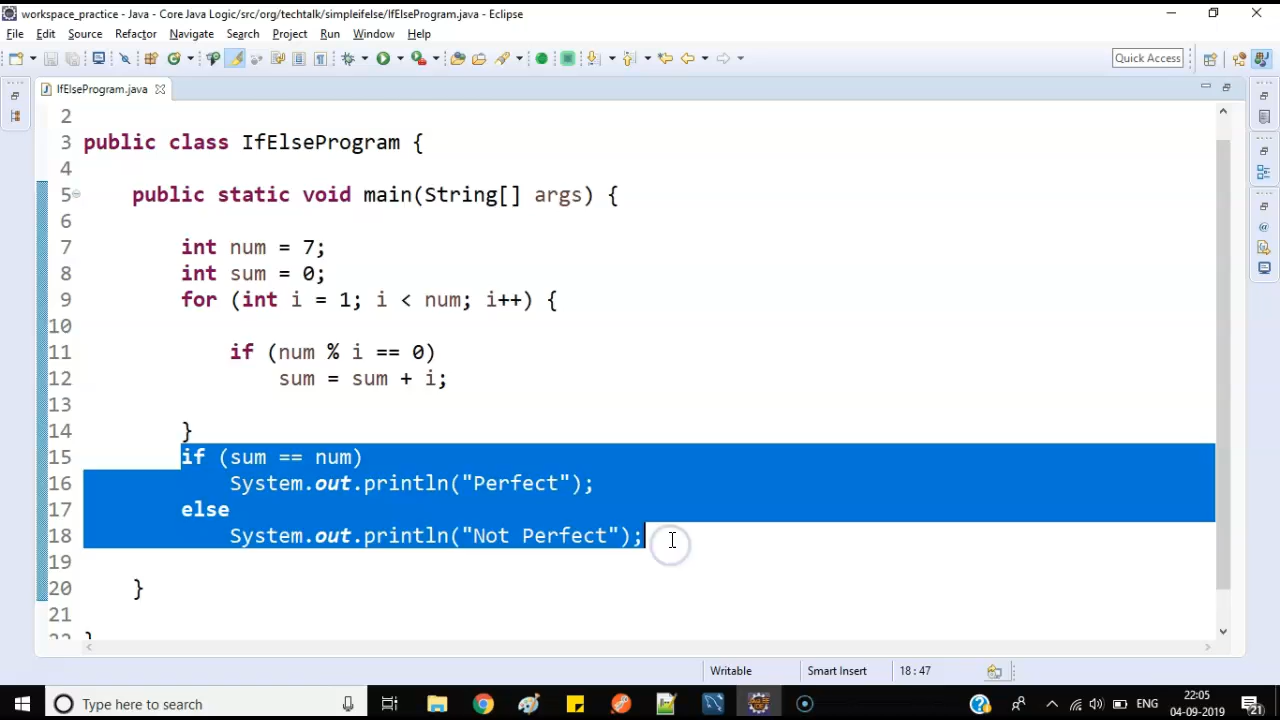 workspace_practice - Java - Core Java Logic/src/org/techtalk/simpleifelse/IfElseProgram.java - Eclipse
File Edit Source Refactor Navigate Search Project Run Window Help
Quick Access
IfElseProgram.java
2
3 public class IfElseProgram {
4
5 public static void main(String[] args) {
6
7 int num = 7;
8 int sum = 0;
9 for (int i = 1; i < num; i++) {
10
11 if (num % i == 0)
12 sum = sum + i;
13
14 }
15 if (sum == num)
16 System.out.println("Perfect");
17 else
18 System.out.println("Not Perfect");
19
20 }
21
22 }
Writable Smart Insert 18 : 47
Type here to search
ENG
22:05
04-09-2019
21